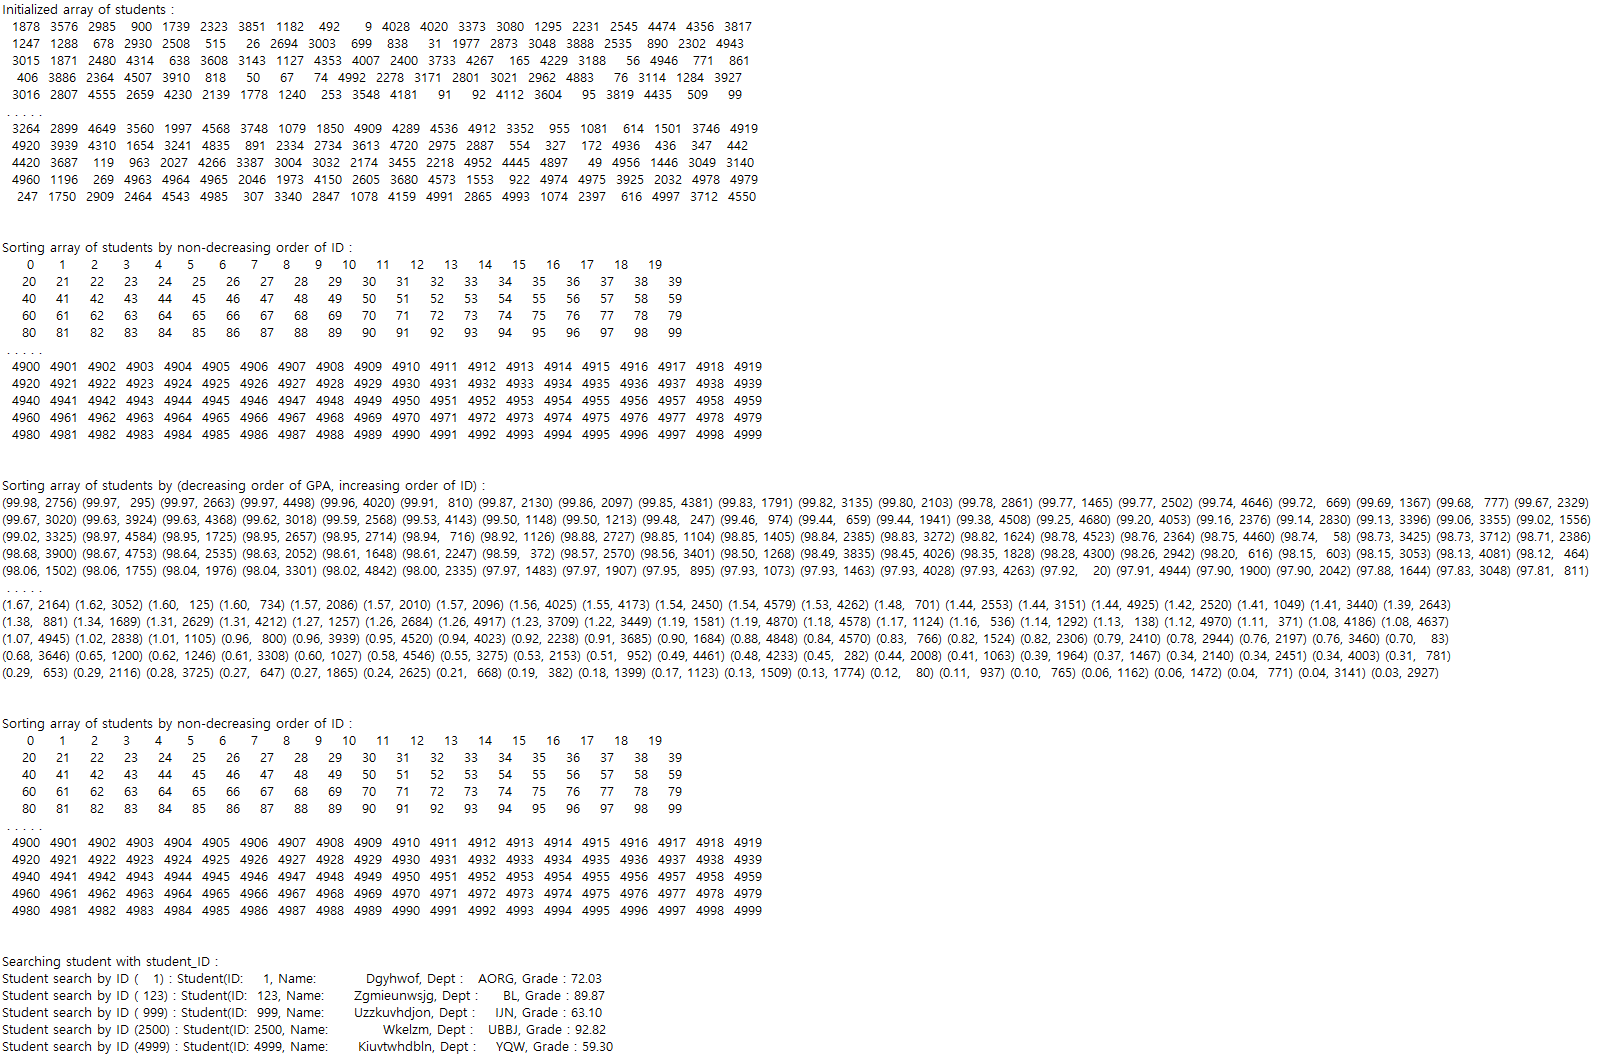 Initialized array of students :
1878 3576 2985 900 1739 2323 3851 1182 492 9 4028 4020 3373 3080 1295 2231 2545 4474 4356 3817
1247 1288 678 2930 2508 515 26 2694 3003 699 838 31 1977 2873 3048 3888 2535 890 2302 4943
3015 1871 2480 4314 638 3608 3143 1127 4353 4007 2400 3733 4267 165 4229 3188 56 4946 771 861
406 3886 2364 4507 3910 818 50 67 74 4992 2278 3171 2801 3021 2962 4883 76 3114 1284 3927
3016 2807 4555 2659 4230 2139 1778 1240 253 3548 4181 91 92 4112 3604 95 3819 4435 509 99
. . . . .
3264 2899 4649 3560 1997 4568 3748 1079 1850 4909 4289 4536 4912 3352 955 1081 614 1501 3746 4919
4920 3939 4310 1654 3241 4835 891 2334 2734 3613 4720 2975 2887 554 327 172 4936 436 347 442
4420 3687 119 963 2027 4266 3387 3004 3032 2174 3455 2218 4952 4445 4897 49 4956 1446 3049 3140
4960 1196 269 4963 4964 4965 2046 1973 4150 2605 3680 4573 1553 922 4974 4975 3925 2032 4978 4979
247 1750 2909 2464 4543 4985 307 3340 2847 1078 4159 4991 2865 4993 1074 2397 616 4997 3712 4550
Sorting array of students by non-decreasing order of ID :
0 1 2 3 4 5 6 7 8 9 10 11 12 13 14 15 16 17 18 19
20 21 22 23 24 25 26 27 28 29 30 31 32 33 34 35 36 37 38 39
40 41 42 43 44 45 46 47 48 49 50 51 52 53 54 55 56 57 58 59
60 61 62 63 64 65 66 67 68 69 70 71 72 73 74 75 76 77 78 79
80 81 82 83 84 85 86 87 88 89 90 91 92 93 94 95 96 97 98 99
. . . . .
4900 4901 4902 4903 4904 4905 4906 4907 4908 4909 4910 4911 4912 4913 4914 4915 4916 4917 4918 4919
4920 4921 4922 4923 4924 4925 4926 4927 4928 4929 4930 4931 4932 4933 4934 4935 4936 4937 4938 4939
4940 4941 4942 4943 4944 4945 4946 4947 4948 4949 4950 4951 4952 4953 4954 4955 4956 4957 4958 4959
4960 4961 4962 4963 4964 4965 4966 4967 4968 4969 4970 4971 4972 4973 4974 4975 4976 4977 4978 4979
4980 4981 4982 4983 4984 4985 4986 4987 4988 4989 4990 4991 4992 4993 4994 4995 4996 4997 4998 4999
Sorting array of students by (decreasing order of GPA, increasing order of ID) :
(99.98, 2756) (99.97, 295) (99.97, 2663) (99.97, 4498) (99.96, 4020) (99.91, 810) (99.87, 2130) (99.86, 2097) (99.85, 4381) (99.83, 1791) (99.82, 3135) (99.80, 2103) (99.78, 2861) (99.77, 1465) (99.77, 2502) (99.74, 4646) (99.72, 669) (99.69, 1367) (99.68, 777) (99.67, 2329)
(99.67, 3020) (99.63, 3924) (99.63, 4368) (99.62, 3018) (99.59, 2568) (99.53, 4143) (99.50, 1148) (99.50, 1213) (99.48, 247) (99.46, 974) (99.44, 659) (99.44, 1941) (99.38, 4508) (99.25, 4680) (99.20, 4053) (99.16, 2376) (99.14, 2830) (99.13, 3396) (99.06, 3355) (99.02, 1556)
(99.02, 3325) (98.97, 4584) (98.95, 1725) (98.95, 2657) (98.95, 2714) (98.94, 716) (98.92, 1126) (98.88, 2727) (98.85, 1104) (98.85, 1405) (98.84, 2385) (98.83, 3272) (98.82, 1624) (98.78, 4523) (98.76, 2364) (98.75, 4460) (98.74, 58) (98.73, 3425) (98.73, 3712) (98.71, 2386)
(98.68, 3900) (98.67, 4753) (98.64, 2535) (98.63, 2052) (98.61, 1648) (98.61, 2247) (98.59, 372) (98.57, 2570) (98.56, 3401) (98.50, 1268) (98.49, 3835) (98.45, 4026) (98.35, 1828) (98.28, 4300) (98.26, 2942) (98.20, 616) (98.15, 603) (98.15, 3053) (98.13, 4081) (98.12, 464)
(98.06, 1502) (98.06, 1755) (98.04, 1976) (98.04, 3301) (98.02, 4842) (98.00, 2335) (97.97, 1483) (97.97, 1907) (97.95, 895) (97.93, 1073) (97.93, 1463) (97.93, 4028) (97.93, 4263) (97.92, 20) (97.91, 4944) (97.90, 1900) (97.90, 2042) (97.88, 1644) (97.83, 3048) (97.81, 811)
. . . . .
(1.67, 2164) (1.62, 3052) (1.60, 125) (1.60, 734) (1.57, 2086) (1.57, 2010) (1.57, 2096) (1.56, 4025) (1.55, 4173) (1.54, 2450) (1.54, 4579) (1.53, 4262) (1.48, 701) (1.44, 2553) (1.44, 3151) (1.44, 4925) (1.42, 2520) (1.41, 1049) (1.41, 3440) (1.39, 2643)
(1.38, 881) (1.34, 1689) (1.31, 2629) (1.31, 4212) (1.27, 1257) (1.26, 2684) (1.26, 4917) (1.23, 3709) (1.22, 3449) (1.19, 1581) (1.19, 4870) (1.18, 4578) (1.17, 1124) (1.16, 536) (1.14, 1292) (1.13, 138) (1.12, 4970) (1.11, 371) (1.08, 4186) (1.08, 4637)
(1.07, 4945) (1.02, 2838) (1.01, 1105) (0.96, 800) (0.96, 3939) (0.95, 4520) (0.94, 4023) (0.92, 2238) (0.91, 3685) (0.90, 1684) (0.88, 4848) (0.84, 4570) (0.83, 766) (0.82, 1524) (0.82, 2306) (0.79, 2410) (0.78, 2944) (0.76, 2197) (0.76, 3460) (0.70, 83)
(0.68, 3646) (0.65, 1200) (0.62, 1246) (0.61, 3308) (0.60, 1027) (0.58, 4546) (0.55, 3275) (0.53, 2153) (0.51, 952) (0.49, 4461) (0.48, 4233) (0.45, 282) (0.44, 2008) (0.41, 1063) (0.39, 1964) (0.37, 1467) (0.34, 2140) (0.34, 2451) (0.34, 4003) (0.31, 781)
(0.29, 653) (0.29, 2116) (0.28, 3725) (0.27, 647) (0.27, 1865) (0.24, 2625) (0.21, 668) (0.19, 382) (0.18, 1399) (0.17, 1123) (0.13, 1509) (0.13, 1774) (0.12, 80) (0.11, 937) (0.10, 765) (0.06, 1162) (0.06, 1472) (0.04, 771) (0.04, 3141) (0.03, 2927)
Sorting array of students by non-decreasing order of ID :
0 1 2 3 4 5 6 7 8 9 10 11 12 13 14 15 16 17 18 19
20 21 22 23 24 25 26 27 28 29 30 31 32 33 34 35 36 37 38 39
40 41 42 43 44 45 46 47 48 49 50 51 52 53 54 55 56 57 58 59
60 61 62 63 64 65 66 67 68 69 70 71 72 73 74 75 76 77 78 79
80 81 82 83 84 85 86 87 88 89 90 91 92 93 94 95 96 97 98 99
. . . . .
4900 4901 4902 4903 4904 4905 4906 4907 4908 4909 4910 4911 4912 4913 4914 4915 4916 4917 4918 4919
4920 4921 4922 4923 4924 4925 4926 4927 4928 4929 4930 4931 4932 4933 4934 4935 4936 4937 4938 4939
4940 4941 4942 4943 4944 4945 4946 4947 4948 4949 4950 4951 4952 4953 4954 4955 4956 4957 4958 4959
4960 4961 4962 4963 4964 4965 4966 4967 4968 4969 4970 4971 4972 4973 4974 4975 4976 4977 4978 4979
4980 4981 4982 4983 4984 4985 4986 4987 4988 4989 4990 4991 4992 4993 4994 4995 4996 4997 4998 4999
Searching student with student_ID :
Student search by ID ( 1) : Student(ID: 1, Name: Dgyhwof, Dept : AORG, Grade : 72.03
Student search by ID ( 123) : Student(ID: 123, Name: Zgmieunwsjg, Dept : BL, Grade : 89.87
Student search by ID ( 999) : Student(ID: 999, Name: Uzzkuvhdjon, Dept : IJN, Grade : 63.10
Student search by ID (2500) : Student(ID: 2500, Name: Wkelzm, Dept : UBBJ, Grade : 92.82
Student search by ID (4999) : Student(ID: 4999, Name: Kiuvtwhdbln, Dept : YQW, Grade : 59.30